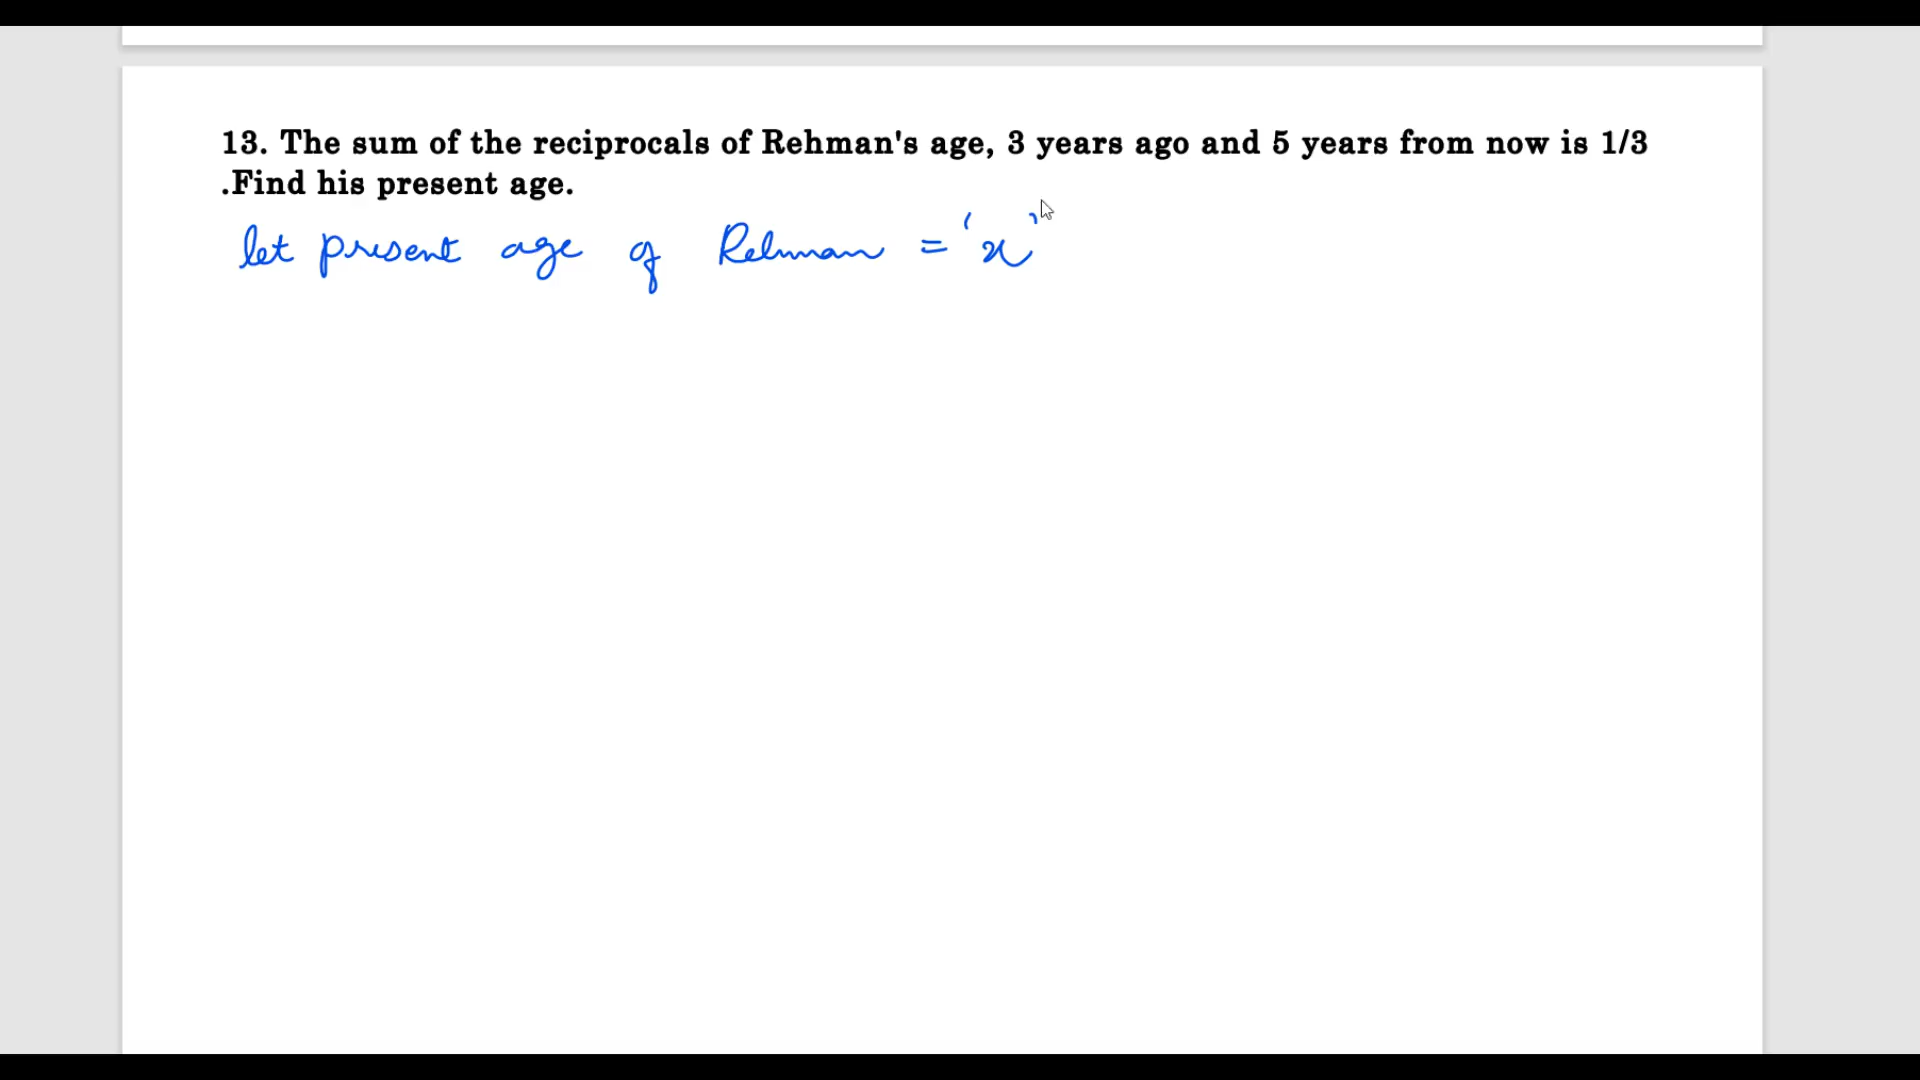 13. The sum of the reciprocals of Rehman's age, 3 years ago and 5 years from now is 1/3
.Find his present age.
let present age of Rehman = 'x'